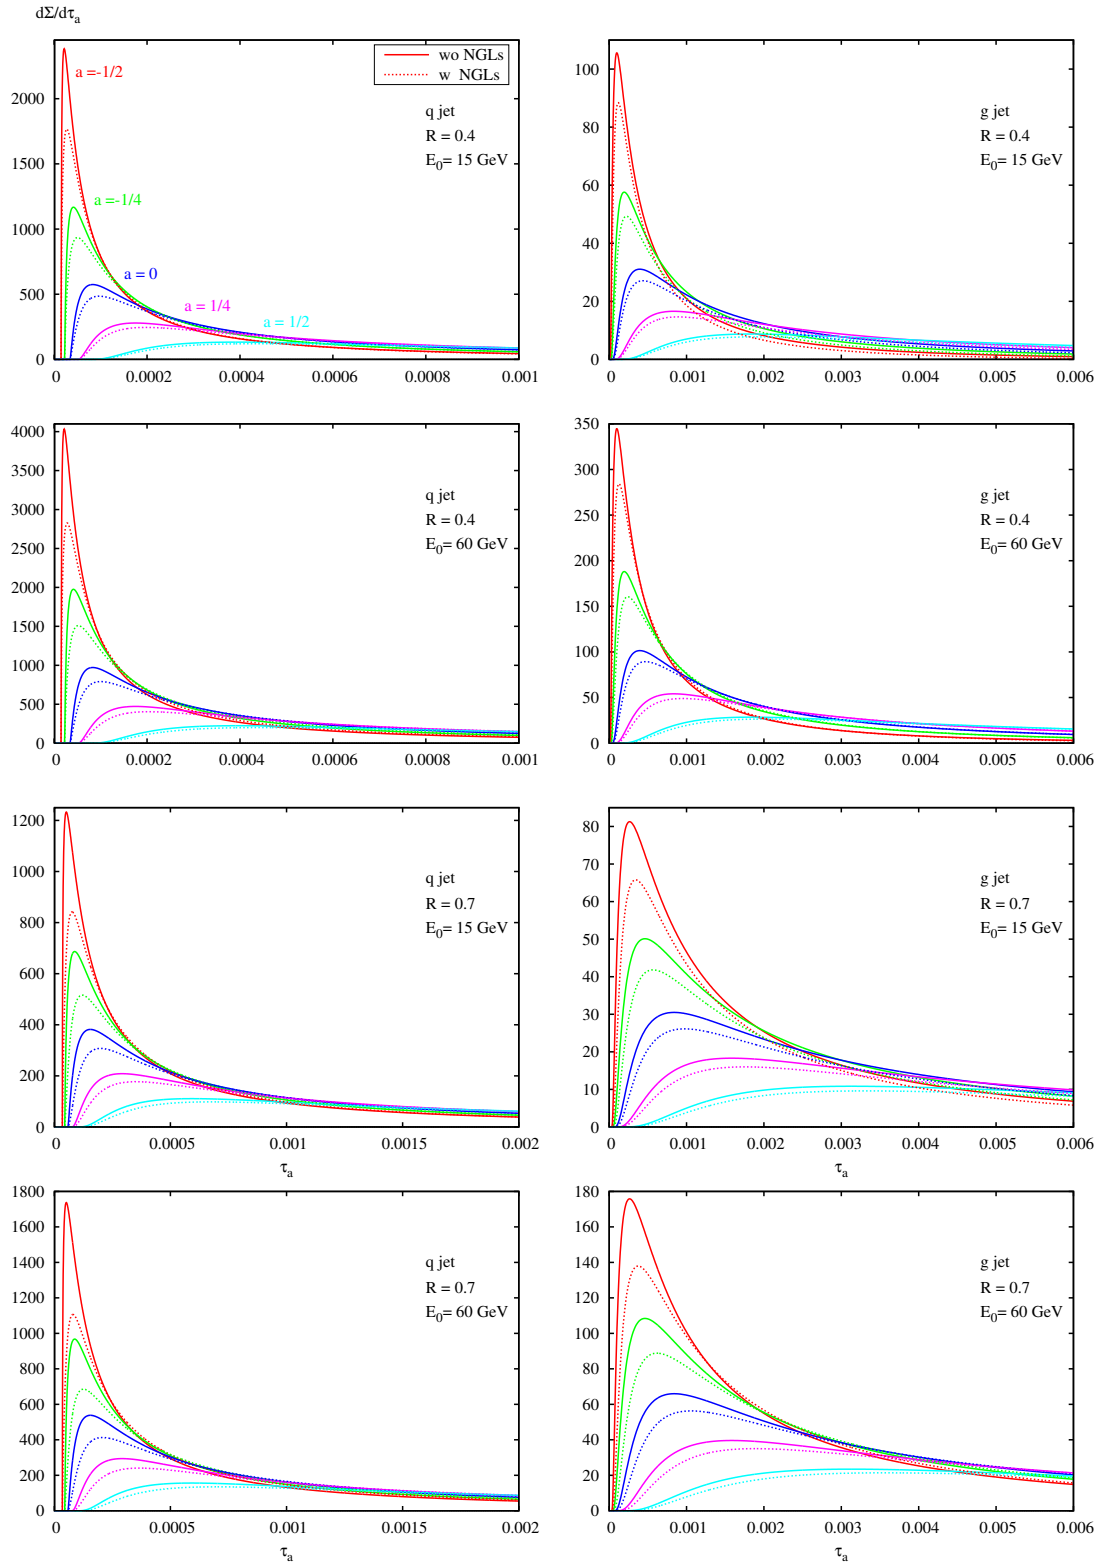 dΣ/dτₐ
wo NGLs
w NGLs
a =-1/2
a =-1/4
a = 0
a = 1/4
a = 1/2
q jet
R = 0.4
E₀= 15 GeV
2000
1500
1000
500
0
0 0.0002 0.0004 0.0006 0.0008 0.001
g jet
R = 0.4
E₀= 15 GeV
100
80
60
40
20
0
0 0.001 0.002 0.003 0.004 0.005 0.006
q jet
R = 0.4
E₀= 60 GeV
4000
3500
3000
2500
2000
1500
1000
500
0
0 0.0002 0.0004 0.0006 0.0008 0.001
g jet
R = 0.4
E₀= 60 GeV
350
300
250
200
150
100
50
0
0 0.001 0.002 0.003 0.004 0.005 0.006
q jet
R = 0.7
E₀= 15 GeV
1200
1000
800
600
400
200
0
0 0.0005 0.001 0.0015 0.002
τₐ
g jet
R = 0.7
E₀= 15 GeV
80
70
60
50
40
30
20
10
0
0 0.001 0.002 0.003 0.004 0.005 0.006
τₐ
q jet
R = 0.7
E₀= 60 GeV
1800
1600
1400
1200
1000
800
600
400
200
0
0 0.0005 0.001 0.0015 0.002
τₐ
g jet
R = 0.7
E₀= 60 GeV
180
160
140
120
100
80
60
40
20
0
0 0.001 0.002 0.003 0.004 0.005 0.006
τₐ